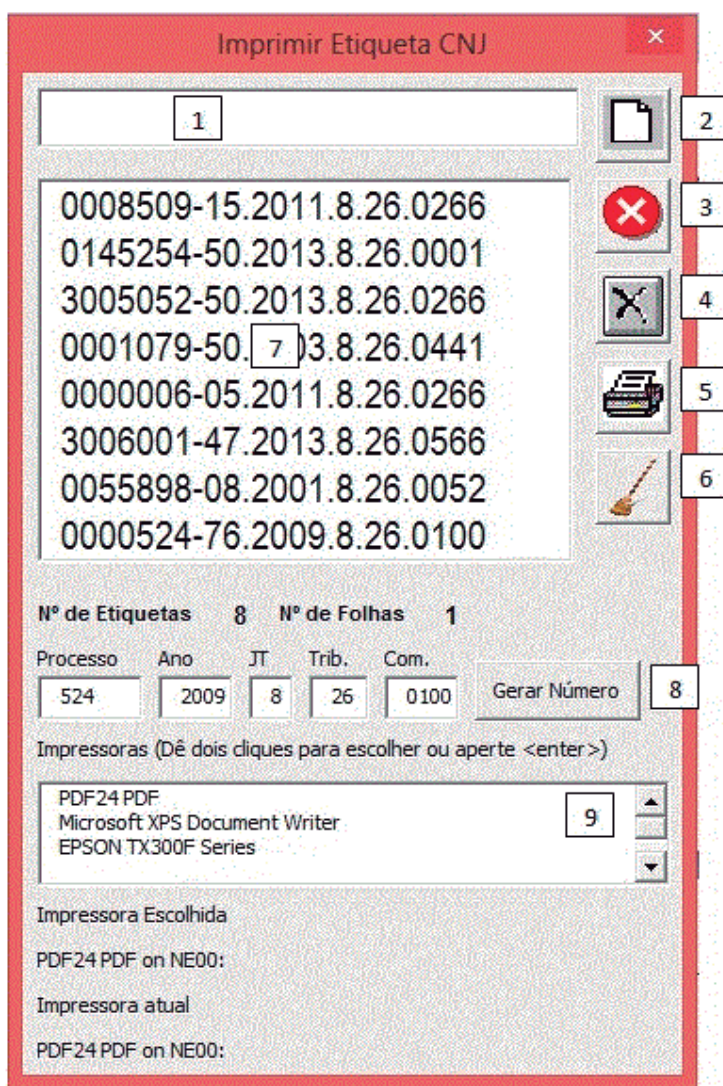 Imprimir Etiqueta CNJ
1
2
0008509-15.2011.8.26.0266
3
0145254-50.2013.8.26.0001
3005052-50.2013.8.26.0266
4
0001079-50. 7 03.8.26.0441
0000006-05.2011.8.26.0266
5
3006001-47.2013.8.26.0566
0055898-08.2001.8.26.0052
6
0000524-76.2009.8.26.0100
Nº de Etiquetas 8 Nº de Folhas 1
Processo Ano JT Trib. Com.
524 2009 8 26 0100 Gerar Número 8
Impressoras (Dê dois cliques para escolher ou aperte <enter>)
PDF24 PDF
Microsoft XPS Document Writer 9
EPSON TX300F Series
Impressora Escolhida
PDF24 PDF on NE00:
Impressora atual
PDF24 PDF on NE00: